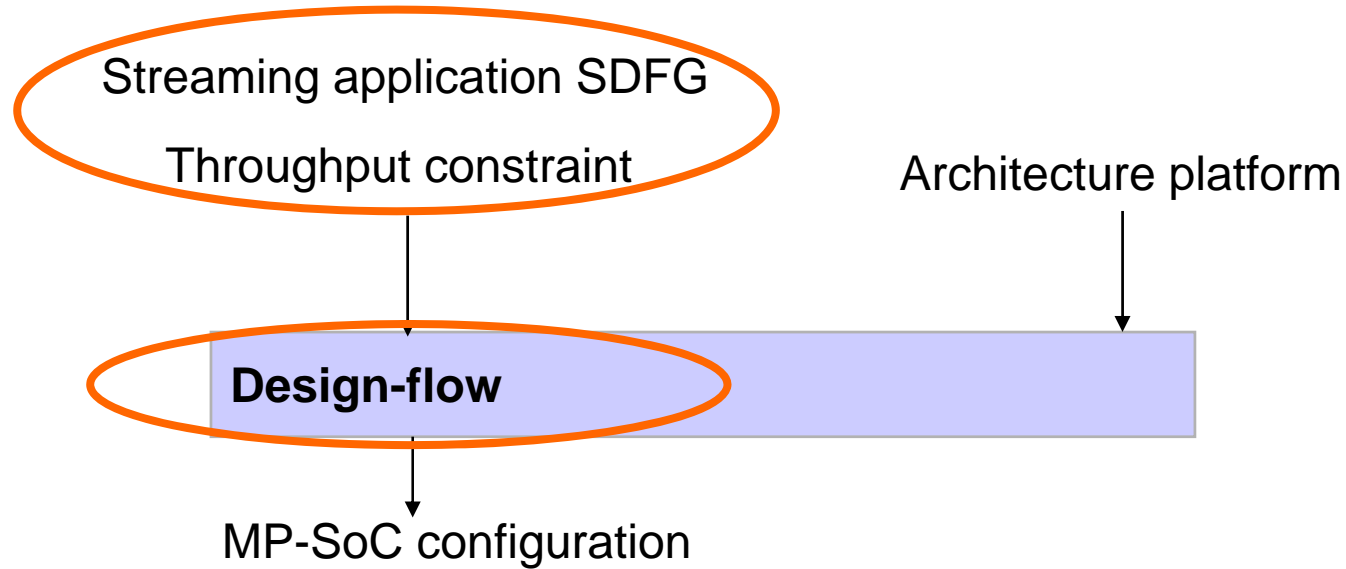 Streaming application SDFG
Throughput constraint
Architecture platform
Design-flow
MP-SoC configuration